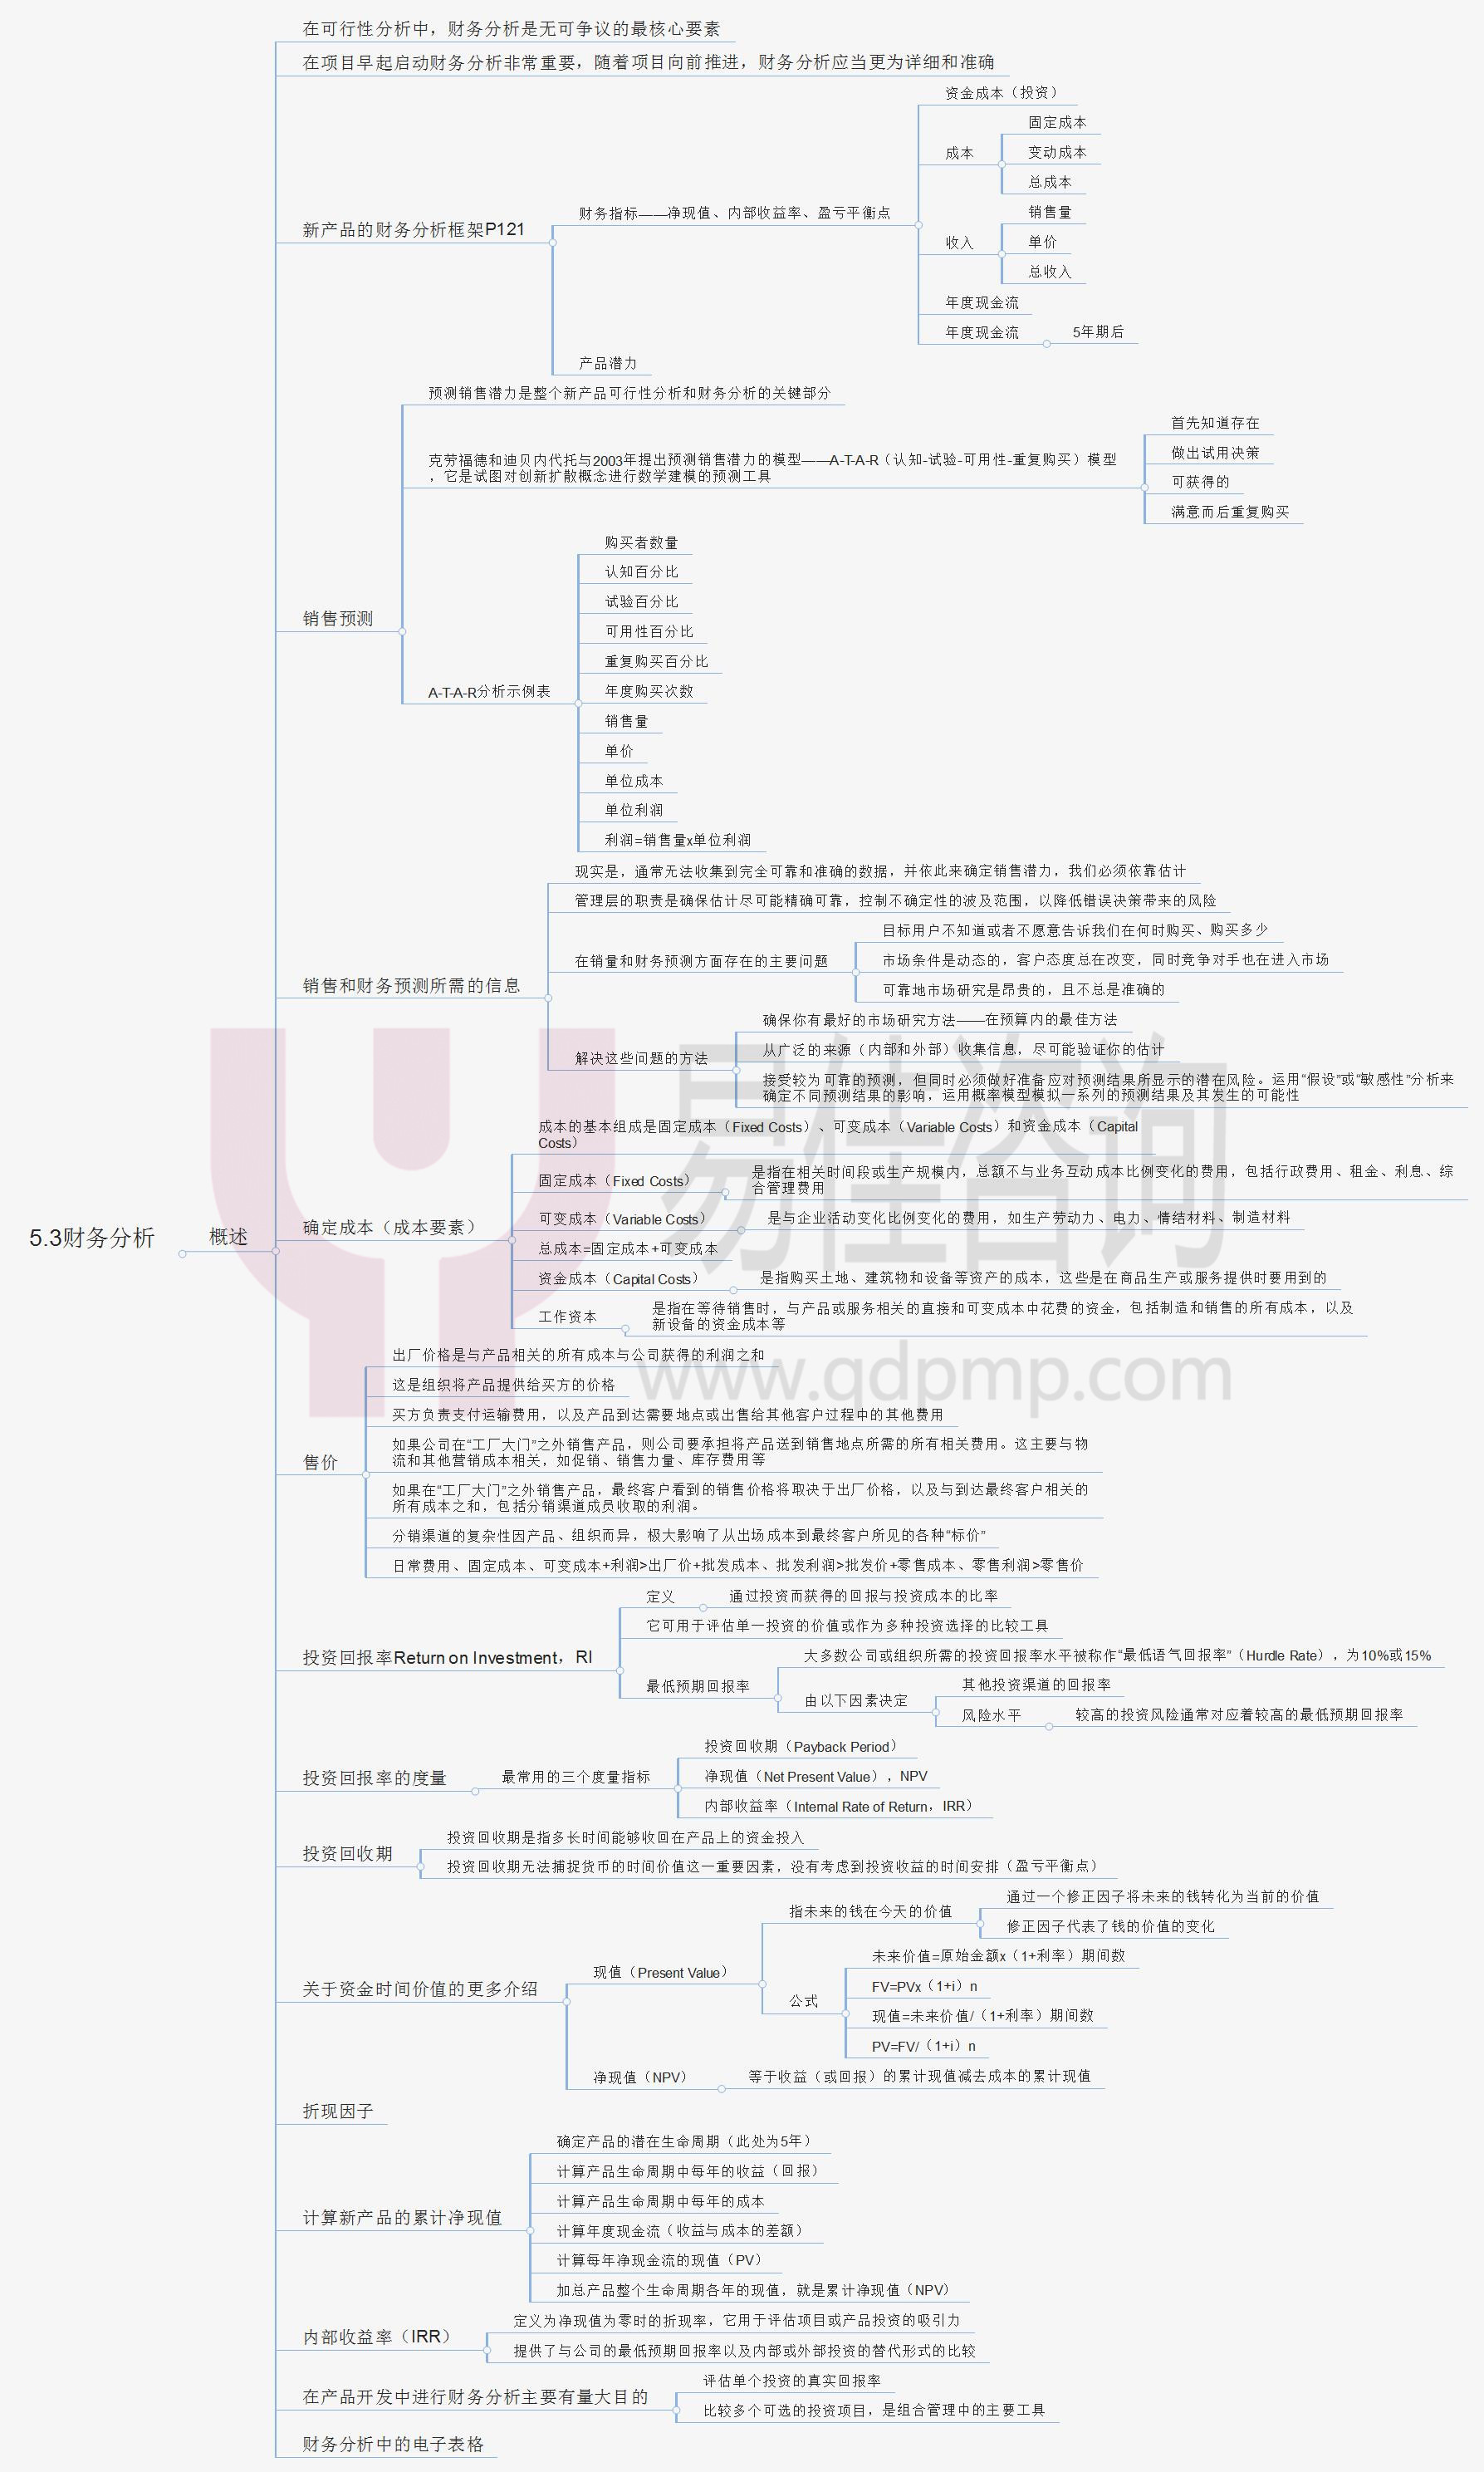 在可行性分析中，财务分析是无可争议的最核心要素
在项目早起启动财务分析非常重要，随着项目向前推进，财务分析应当更为详细和准确
资金成本（投资）
固定成本
成本
变动成本
总成本
财务指标——净现值、内部收益率、盈亏平衡点
销售量
新产品的财务分析框架P121
收入
单价
总收入
年度现金流
年度现金流
5年期后
产品潜力
预测销售潜力是整个新产品可行性分析和财务分析的关键部分
首先知道存在
克劳福德和迪贝内代托与2003年提出预测销售潜力的模型——A-T-A-R（认知-试验-可用性-重复购买）模型
，它是试图对创新扩散概念进行数学建模的预测工具
做出试用决策
可获得的
满意而后重复购买
购买者数量
认知百分比
试验百分比
销售预测
可用性百分比
重复购买百分比
A-T-A-R分析示例表
年度购买次数
销售量
单价
单位成本
单位利润
利润=销售量x单位利润
现实是，通常无法收集到完全可靠和准确的数据，并依此来确定销售潜力，我们必须依靠估计
管理层的职责是确保估计尽可能精确可靠，控制不确定性的波及范围，以降低错误决策带来的风险
目标用户不知道或者不愿意告诉我们在何时购买、购买多少
在销量和财务预测方面存在的主要问题
市场条件是动态的，客户态度总在改变，同时竞争对手也在进入市场
销售和财务预测所需的信息
可靠地市场研究是昂贵的，且不总是准确的
确保你有最好的市场研究方法——在预算内的最佳方法
解决这些问题的方法
从广泛的来源（内部和外部）收集信息，尽可能验证你的估计
接受较为可靠的预测，但同时必须做好准备应对预测结果所显示的潜在风险。运用“假设”或“敏感性”分析来
确定不同预测结果的影响，运用概率模型模拟一系列的预测结果及其发生的可能性
易佳咨询
成本的基本组成是固定成本（Fixed Costs）、可变成本（Variable Costs）和资金成本（Capital
Costs）
固定成本（Fixed Costs）
是指在相关时间段或生产规模内，总额不与业务互动成本比例变化的费用，包括行政费用、租金、利息、综
合管理费用
5.3财务分析
概述
确定成本（成本要素）
可变成本（Variable Costs）
是与企业活动变化比例变化的费用，如生产劳动力、电力、情结材料、制造材料
总成本=固定成本+可变成本
资金成本（Capital Costs）
是指购买土地、建筑物和设备等资产的成本，这些是在商品生产或服务提供时要用到的
工作资本
是指在等待销售时，与产品或服务相关的直接和可变成本中花费的资金，包括制造和销售的所有成本，以及
新设备的资金成本等
出厂价格是与产品相关的所有成本与公司获得的利润之和
www.qdpmp.com
这是组织将产品提供给买方的价格
买方负责支付运输费用，以及产品到达需要地点或出售给其他客户过程中的其他费用
如果公司在“工厂大门”之外销售产品，则公司要承担将产品送到销售地点所需的所有相关费用。这主要与物
流和其他营销成本相关，如促销、销售力量、库存费用等
售价
如果在“工厂大门”之外销售产品，最终客户看到的销售价格将取决于出厂价格，以及与到达最终客户相关的
所有成本之和，包括分销渠道成员收取的利润。
分销渠道的复杂性因产品、组织而异，极大影响了从出场成本到最终客户所见的各种“标价”
日常费用、固定成本、可变成本+利润>出厂价+批发成本、批发利润>批发价+零售成本、零售利润>零售价
定义
通过投资而获得的回报与投资成本的比率
它可用于评估单一投资的价值或作为多种投资选择的比较工具
投资回报率Return on Investment，RI
大多数公司或组织所需的投资回报率水平被称作“最低语气回报率”（Hurdle Rate），为10%或15%
最低预期回报率
其他投资渠道的回报率
由以下因素决定
风险水平
较高的投资风险通常对应着较高的最低预期回报率
投资回收期（Payback Period）
投资回报率的度量
最常用的三个度量指标
净现值（Net Present Value），NPV
内部收益率（Internal Rate of Return，IRR）
投资回收期是指多长时间能够收回在产品上的资金投入
投资回收期
投资回收期无法捕捉货币的时间价值这一重要因素，没有考虑到投资收益的时间安排（盈亏平衡点）
通过一个修正因子将未来的钱转化为当前的价值
指未来的钱在今天的价值
修正因子代表了钱的价值的变化
未来价值=原始金额x（1+利率）期间数
现值（Present Value）
FV=PVx（1+i）n
关于资金时间价值的更多介绍
公式
现值=未来价值/（1+利率）期间数
PV=FV/（1+i）n
净现值（NPV）
等于收益（或回报）的累计现值减去成本的累计现值
折现因子
确定产品的潜在生命周期（此处为5年）
计算产品生命周期中每年的收益（回报）
计算产品生命周期中每年的成本
计算新产品的累计净现值
计算年度现金流（收益与成本的差额）
计算每年净现金流的现值（PV）
加总产品整个生命周期各年的现值，就是累计净现值（NPV）
定义为净现值为零时的折现率，它用于评估项目或产品投资的吸引力
内部收益率（IRR）
提供了与公司的最低预期回报率以及内部或外部投资的替代形式的比较
评估单个投资的真实回报率
在产品开发中进行财务分析主要有量大目的
比较多个可选的投资项目，是组合管理中的主要工具
财务分析中的电子表格